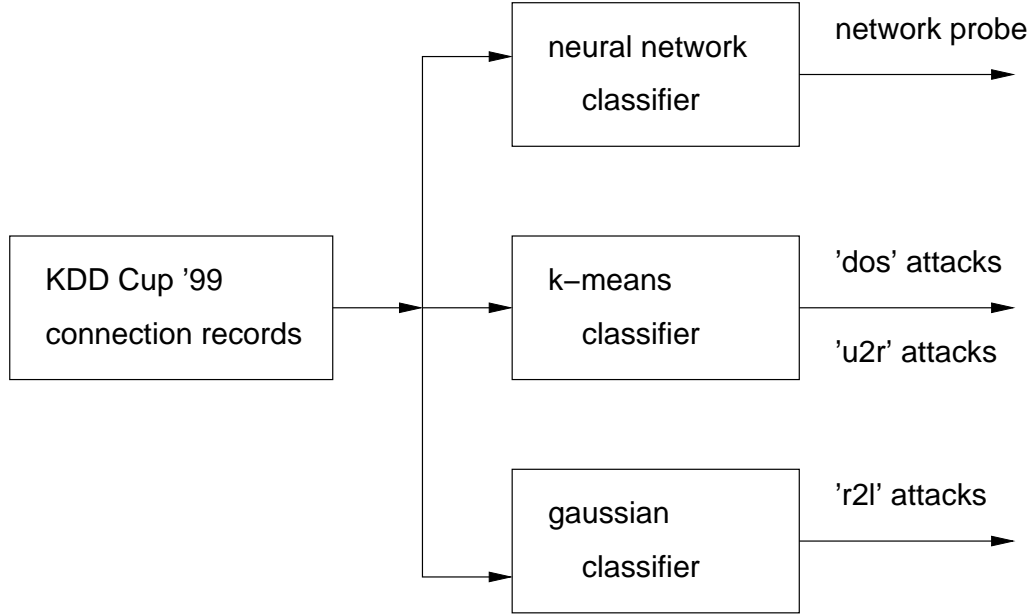 neural network
classifier
network probe
KDD Cup ’99
connection records
k−means
classifier
’dos’ attacks
’u2r’ attacks
gaussian
classifier
’r2l’ attacks